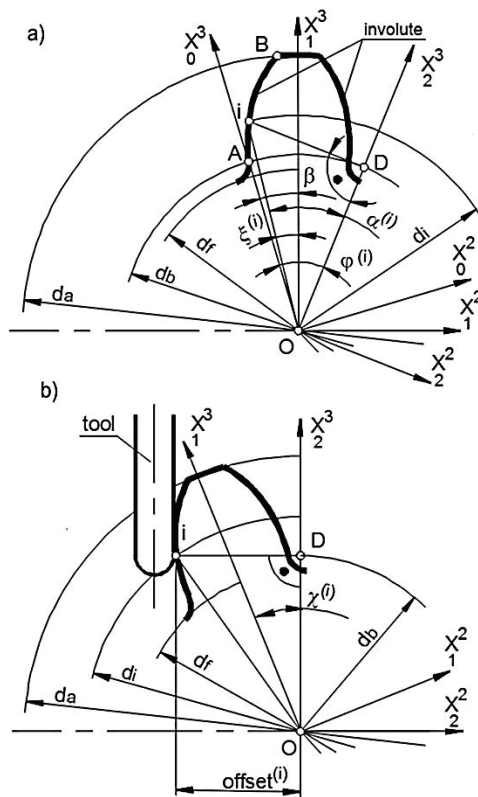 a)
X₀³
B
X₁³
involute
X₂³
i
A
D
β
ξ⁽ⁱ⁾
α⁽ⁱ⁾
φ⁽ⁱ⁾
da
db
df
di
X₀²
X₁²
X₂²
O
b)
tool
X₁³
X₂³
i
D
χ⁽ⁱ⁾
da
di
df
db
X₁²
X₂²
O
offset⁽ⁱ⁾